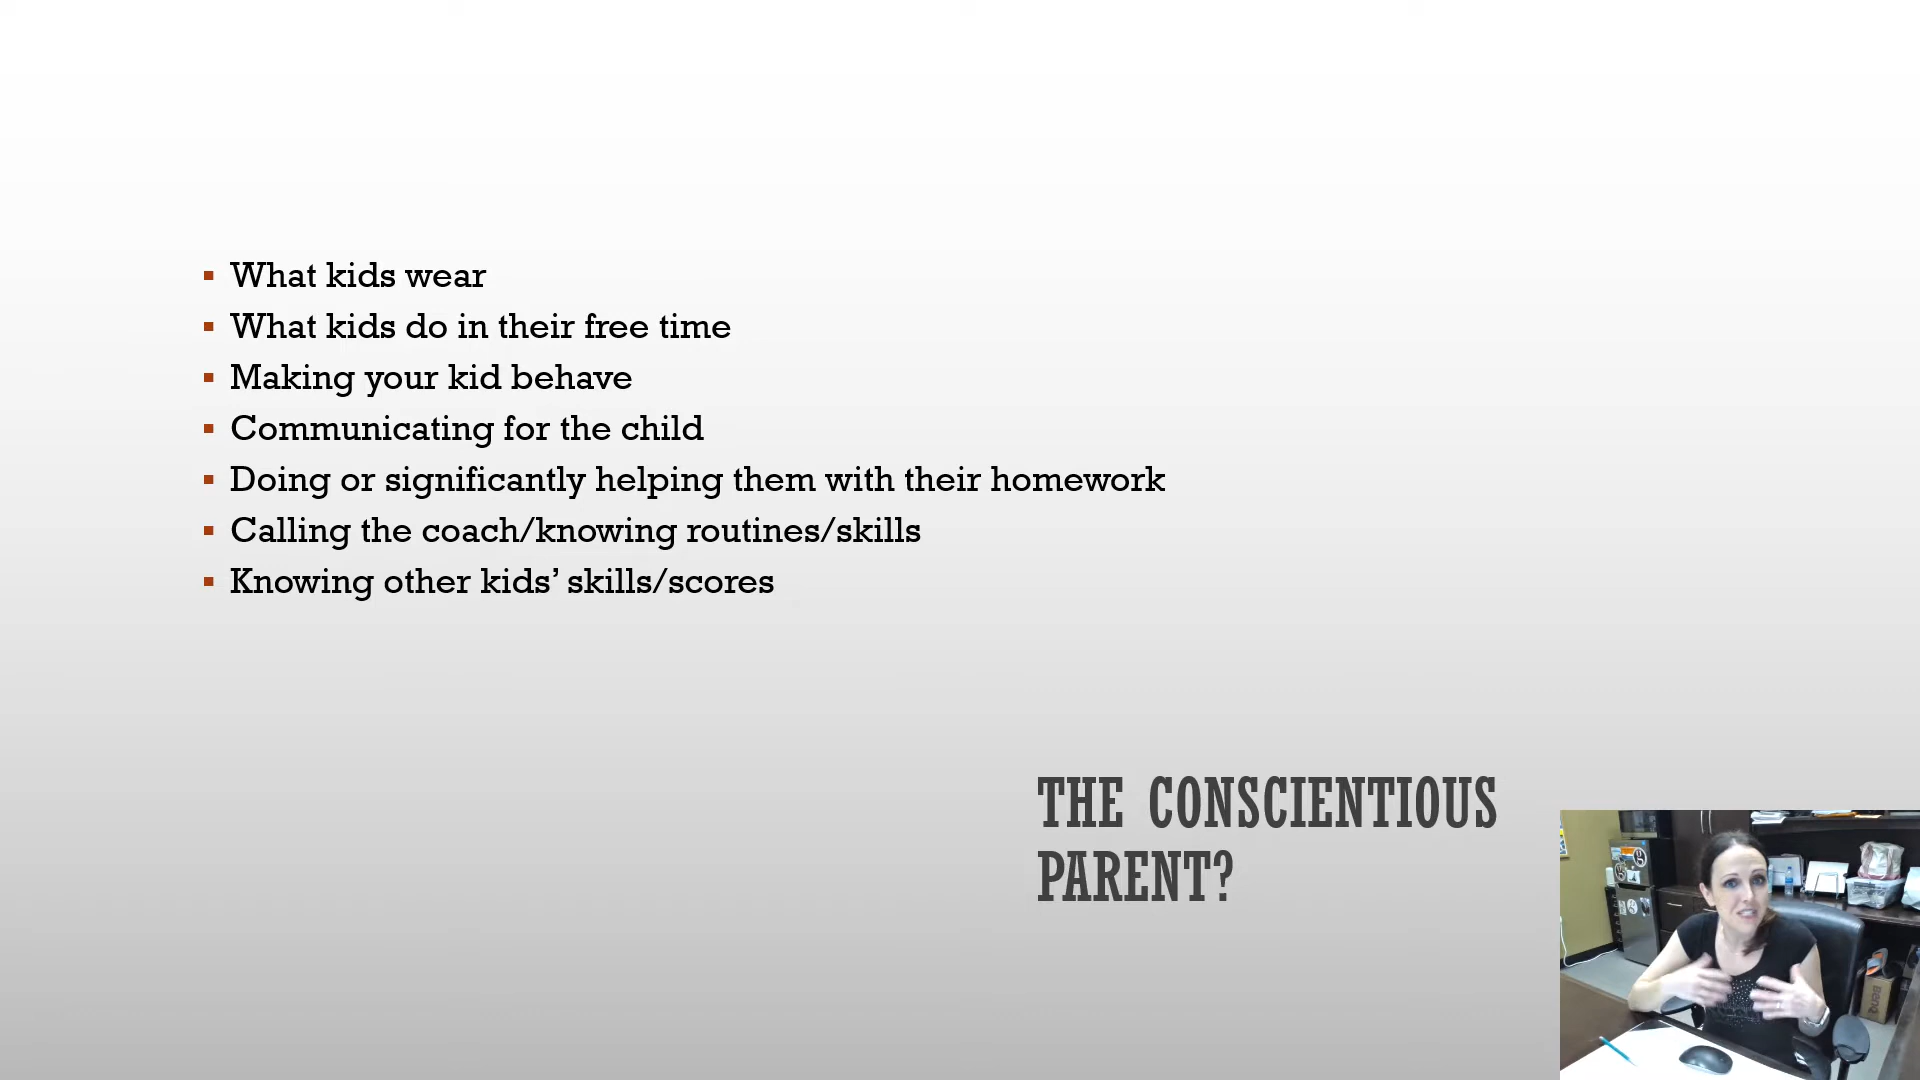 What kids wear
What kids do in their free time
Making your kid behave
Communicating for the child
Doing or significantly helping them with their homework
Calling the coach/knowing routines/skills
Knowing other kids’ skills/scores
THE CONSCIENTIOUS
PARENT?
BenQ